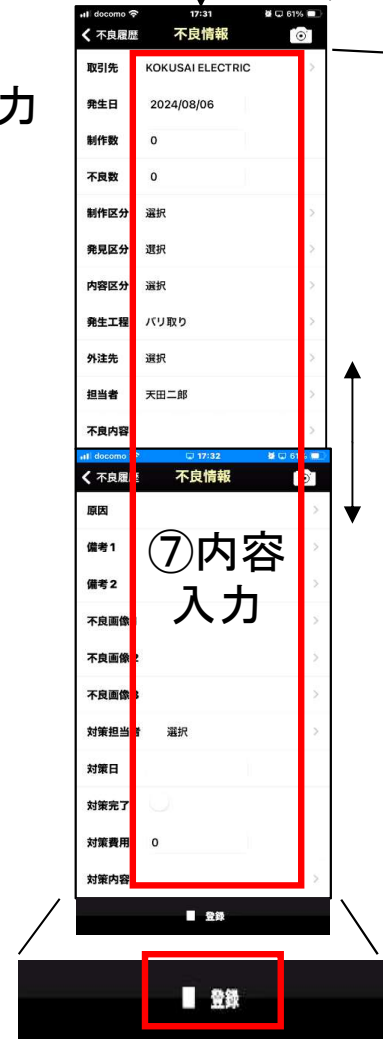 docomo 17:31 61%
力
不良履歴 不良情報
取引先 KOKUSAI ELECTRIC
発生日 2024/08/06
制作数 0
不良数 0
制作区分 選択
発見区分 選択
内容区分 選択
発生工程 バリ取り
外注先 選択
担当者 天田二郎
不良内容
docomo 17:32 61%
不良履歴 不良情報
原因
備考1
備考2
⑦内容
入力
不良画像
不良画像2
不良画像3
対策担当者 選択
対策日
対策完了
対策費用 0
対策内容
登録
登録